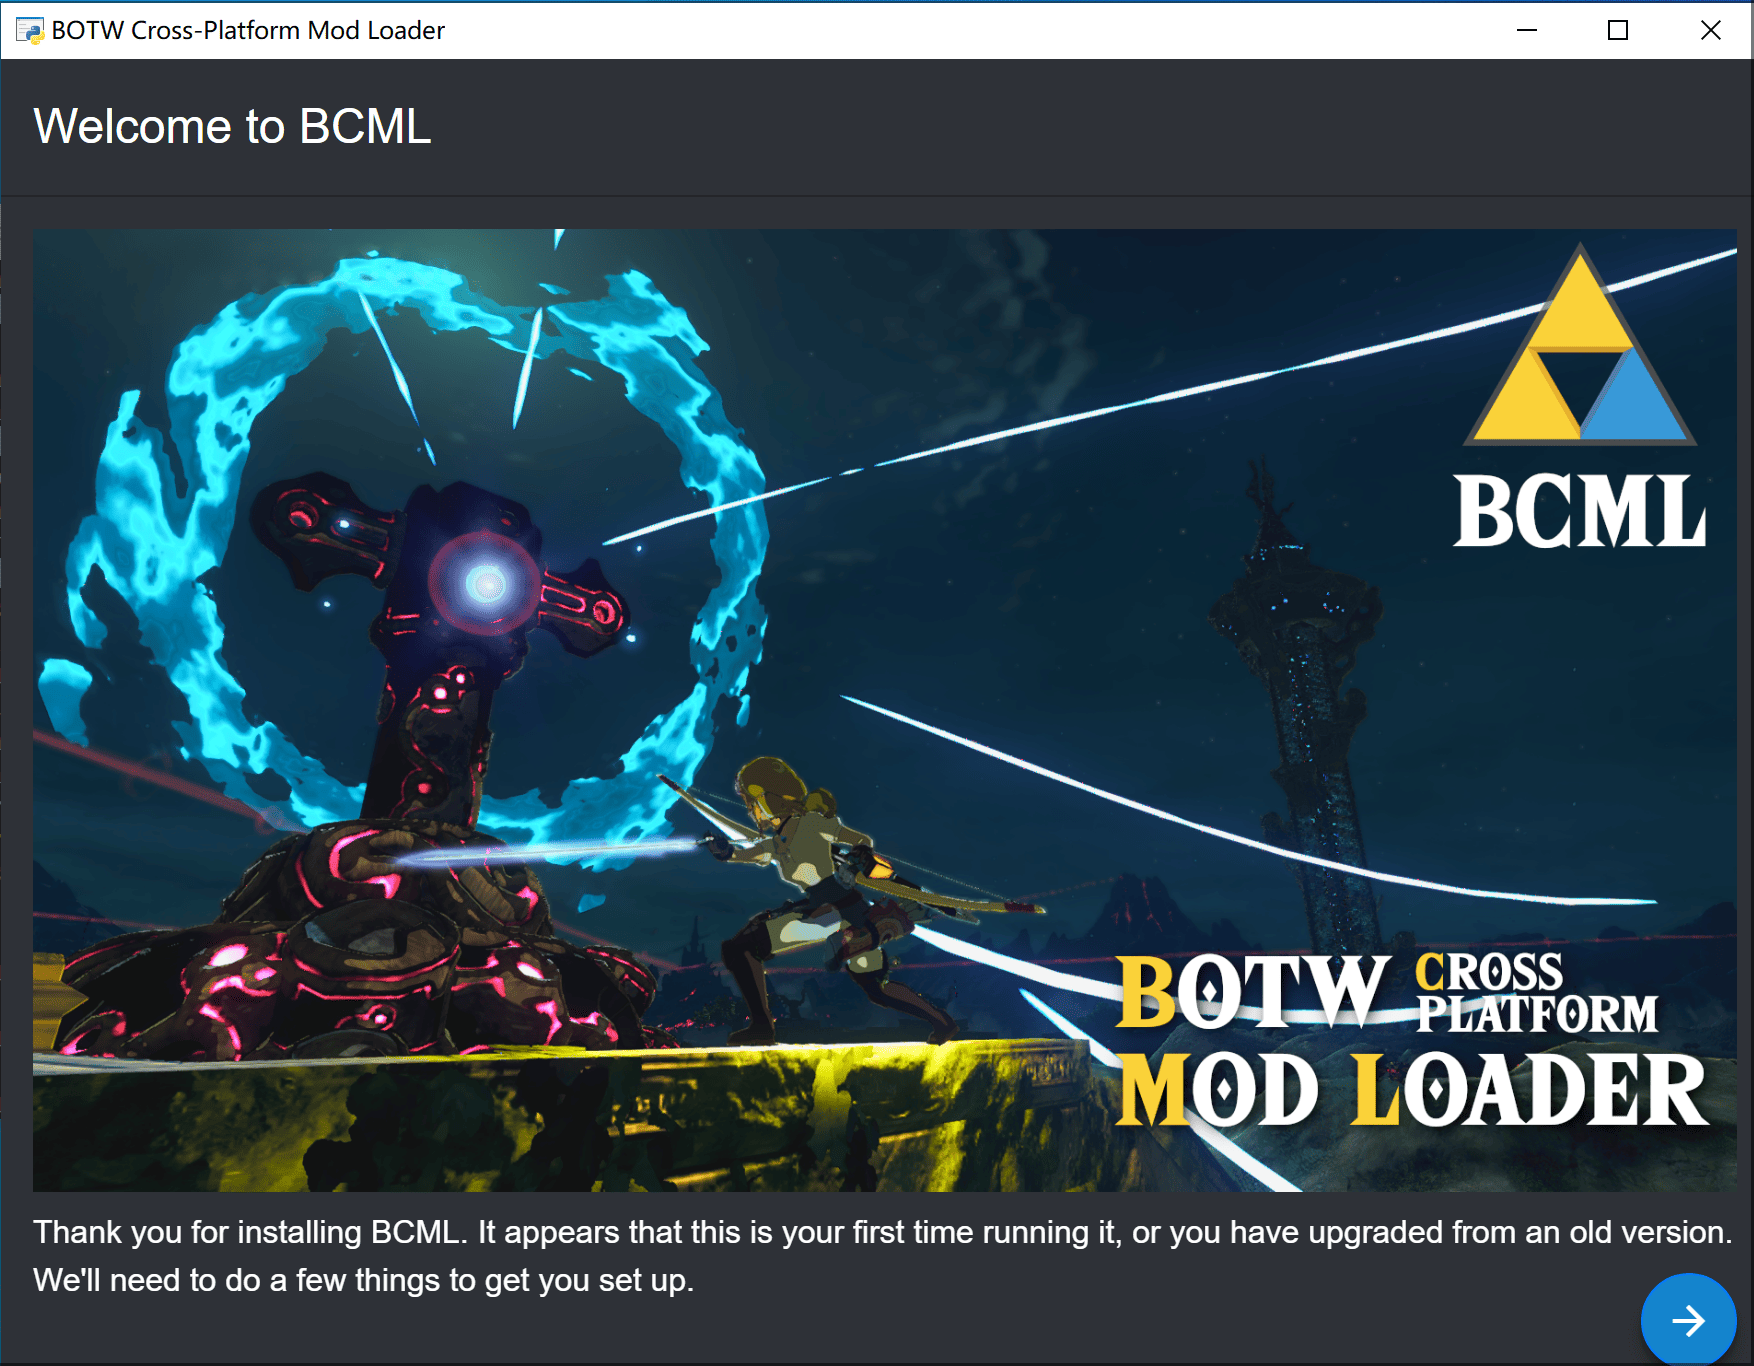 BOTW Cross-Platform Mod Loader
Welcome to BCML
BCML
BOTW CROSS PLATFORM
MOD LOADER
Thank you for installing BCML. It appears that this is your first time running it, or you have upgraded from an old version.
We'll need to do a few things to get you set up.